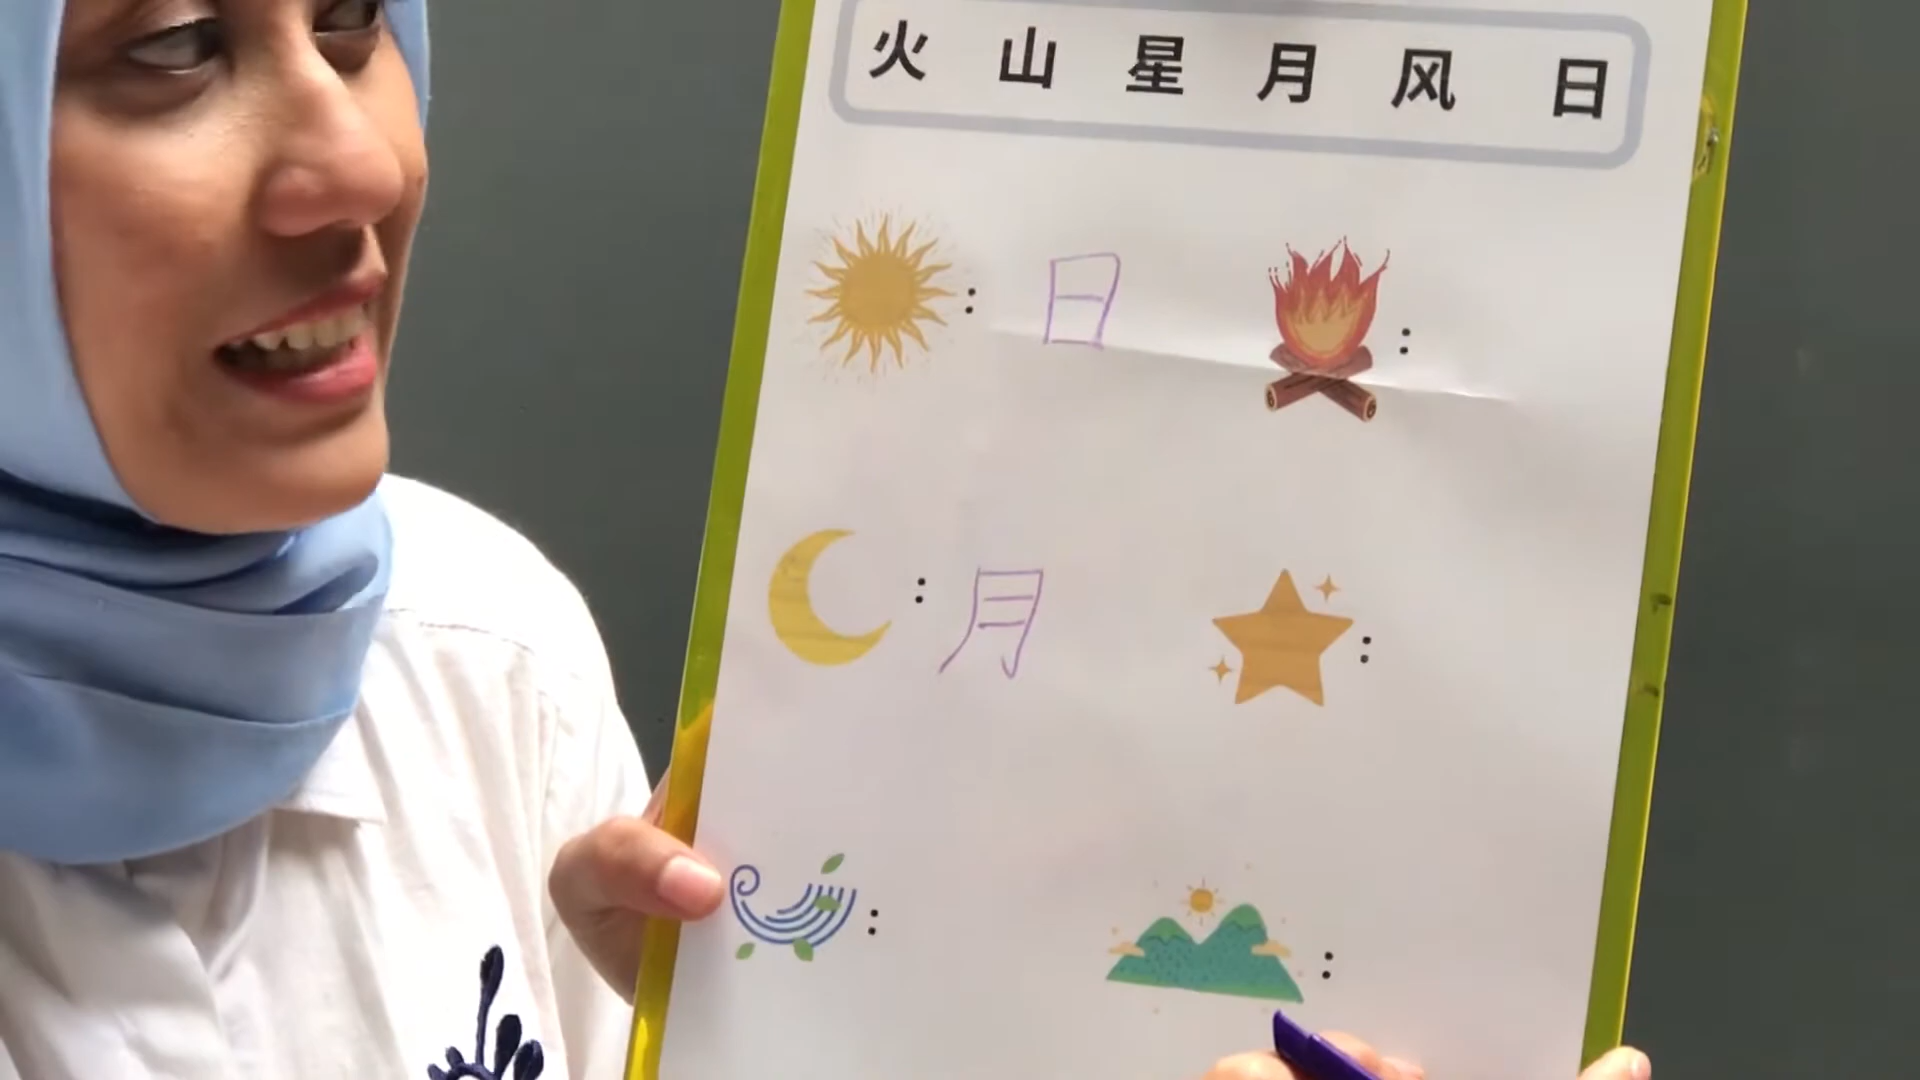 火 山 星 月 风 日
: 日 :
: 月 :
: :